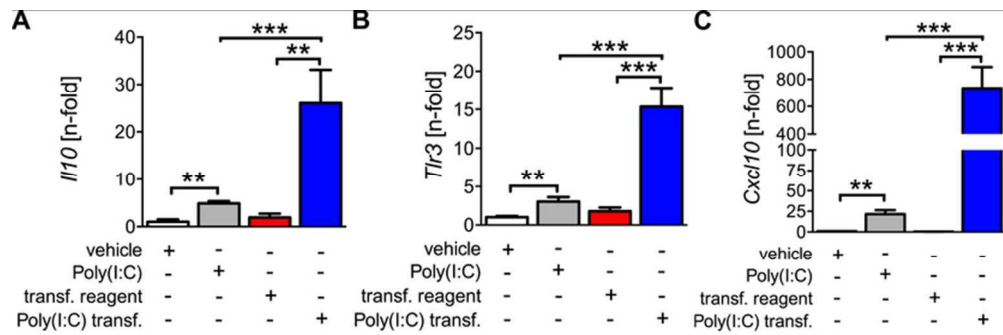 A
Il10 [n-fold]
40
30
20
10
0
**
***
**
vehicle + - - -
Poly(I:C) - + - -
transf. reagent - - + -
Poly(I:C) transf. - - - +
B
Tlr3 [n-fold]
25
20
15
10
5
0
**
***
***
vehicle + - - -
Poly(I:C) - + - -
transf. reagent - - + -
Poly(I:C) transf. - - - +
C
Cxcl10 [n-fold]
1000
800
600
400
100
75
50
25
0
**
***
***
vehicle + - - -
Poly(I:C) - + - -
transf. reagent - - + -
Poly(I:C) transf. - - - +